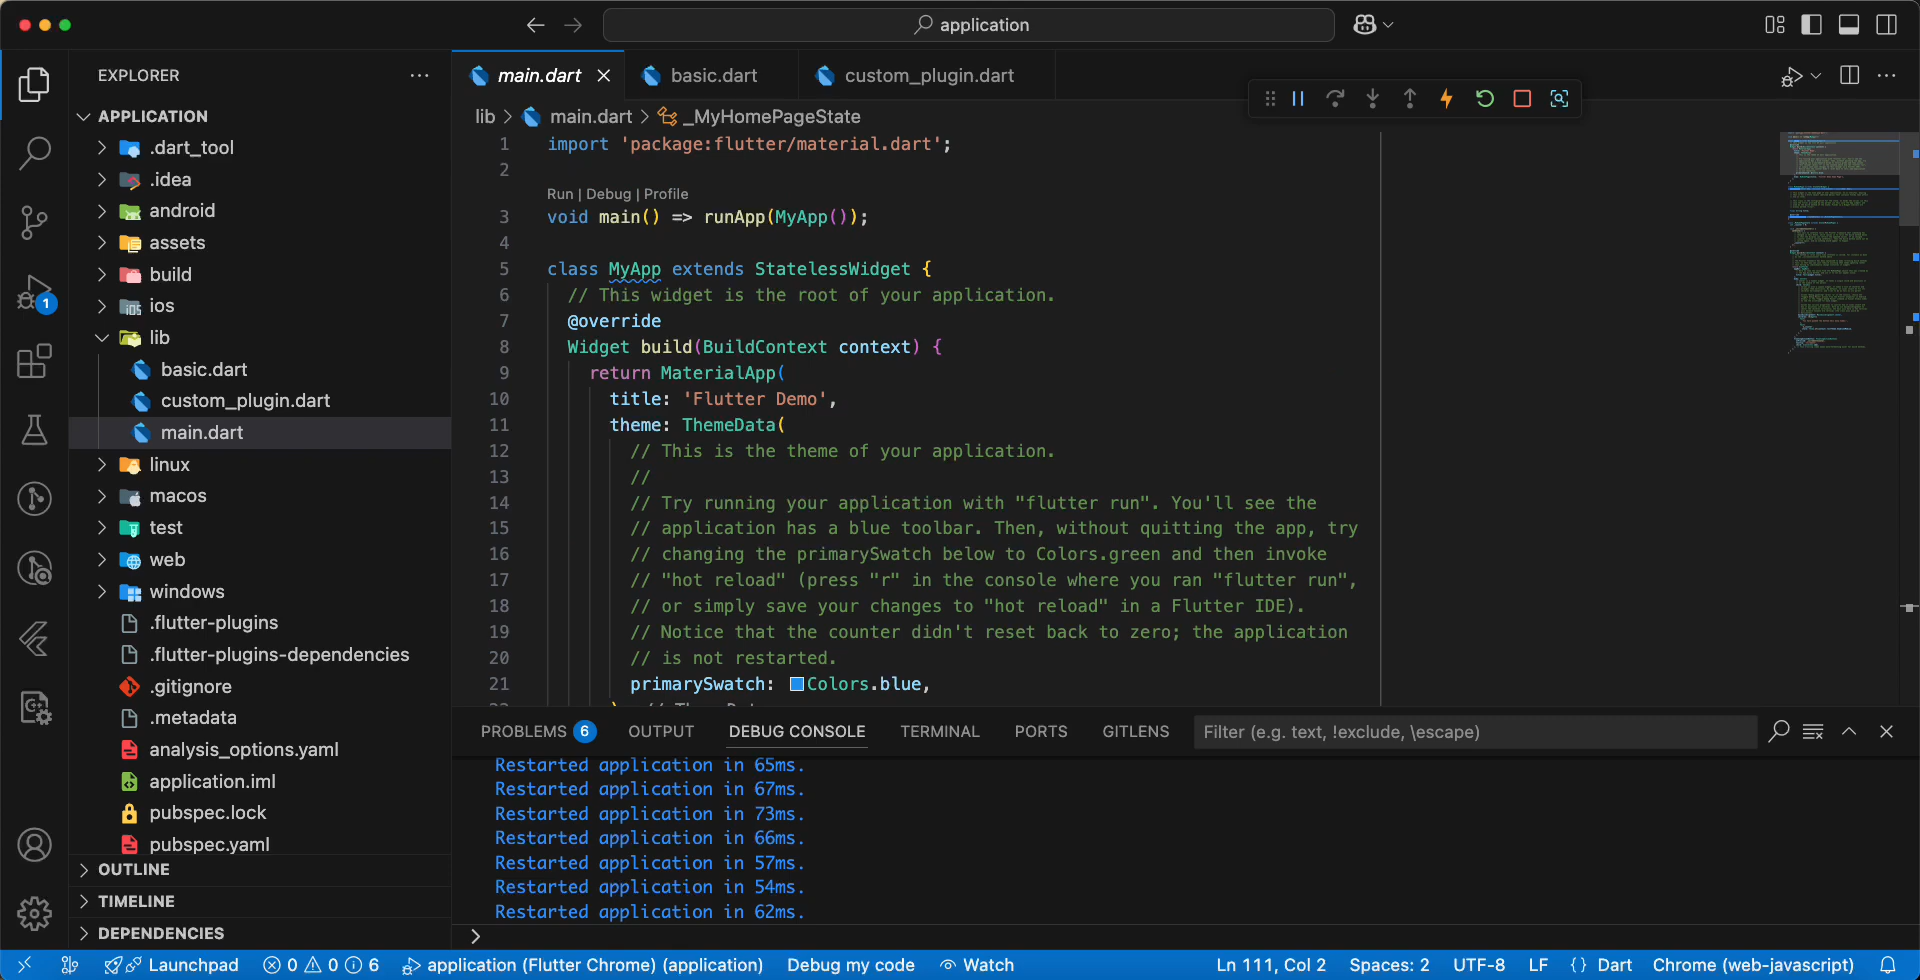 application
EXPLORER
APPLICATION
.dart_tool
.idea
android
assets
build
ios
lib
basic.dart
custom_plugin.dart
main.dart
linux
macos
test
web
windows
.flutter-plugins
.flutter-plugins-dependencies
.gitignore
.metadata
analysis_options.yaml
application.iml
pubspec.lock
pubspec.yaml
OUTLINE
TIMELINE
DEPENDENCIES
1
main.dart
basic.dart
custom_plugin.dart
lib > main.dart > _MyHomePageState
1 import 'package:flutter/material.dart';
2
Run | Debug | Profile
3 void main() => runApp(MyApp());
4
5 class MyApp extends StatelessWidget {
6 // This widget is the root of your application.
7 @override
8 Widget build(BuildContext context) {
9 return MaterialApp(
10 title: 'Flutter Demo',
11 theme: ThemeData(
12 // This is the theme of your application.
13 //
14 // Try running your application with "flutter run". You'll see the
15 // application has a blue toolbar. Then, without quitting the app, try
16 // changing the primarySwatch below to Colors.green and then invoke
17 // "hot reload" (press "r" in the console where you ran "flutter run",
18 // or simply save your changes to "hot reload" in a Flutter IDE).
19 // Notice that the counter didn't reset back to zero; the application
20 // is not restarted.
21 primarySwatch: Colors.blue,
PROBLEMS 6 OUTPUT DEBUG CONSOLE TERMINAL PORTS GITLENS Filter (e.g. text, !exclude, \escape)
Restarted application in 65ms.
Restarted application in 67ms.
Restarted application in 73ms.
Restarted application in 66ms.
Restarted application in 57ms.
Restarted application in 54ms.
Restarted application in 62ms.
>
Launchpad 0 0 6 application (Flutter Chrome) (application) Debug my code Watch Ln 111, Col 2 Spaces: 2 UTF-8 LF {} Dart Chrome (web-javascript)